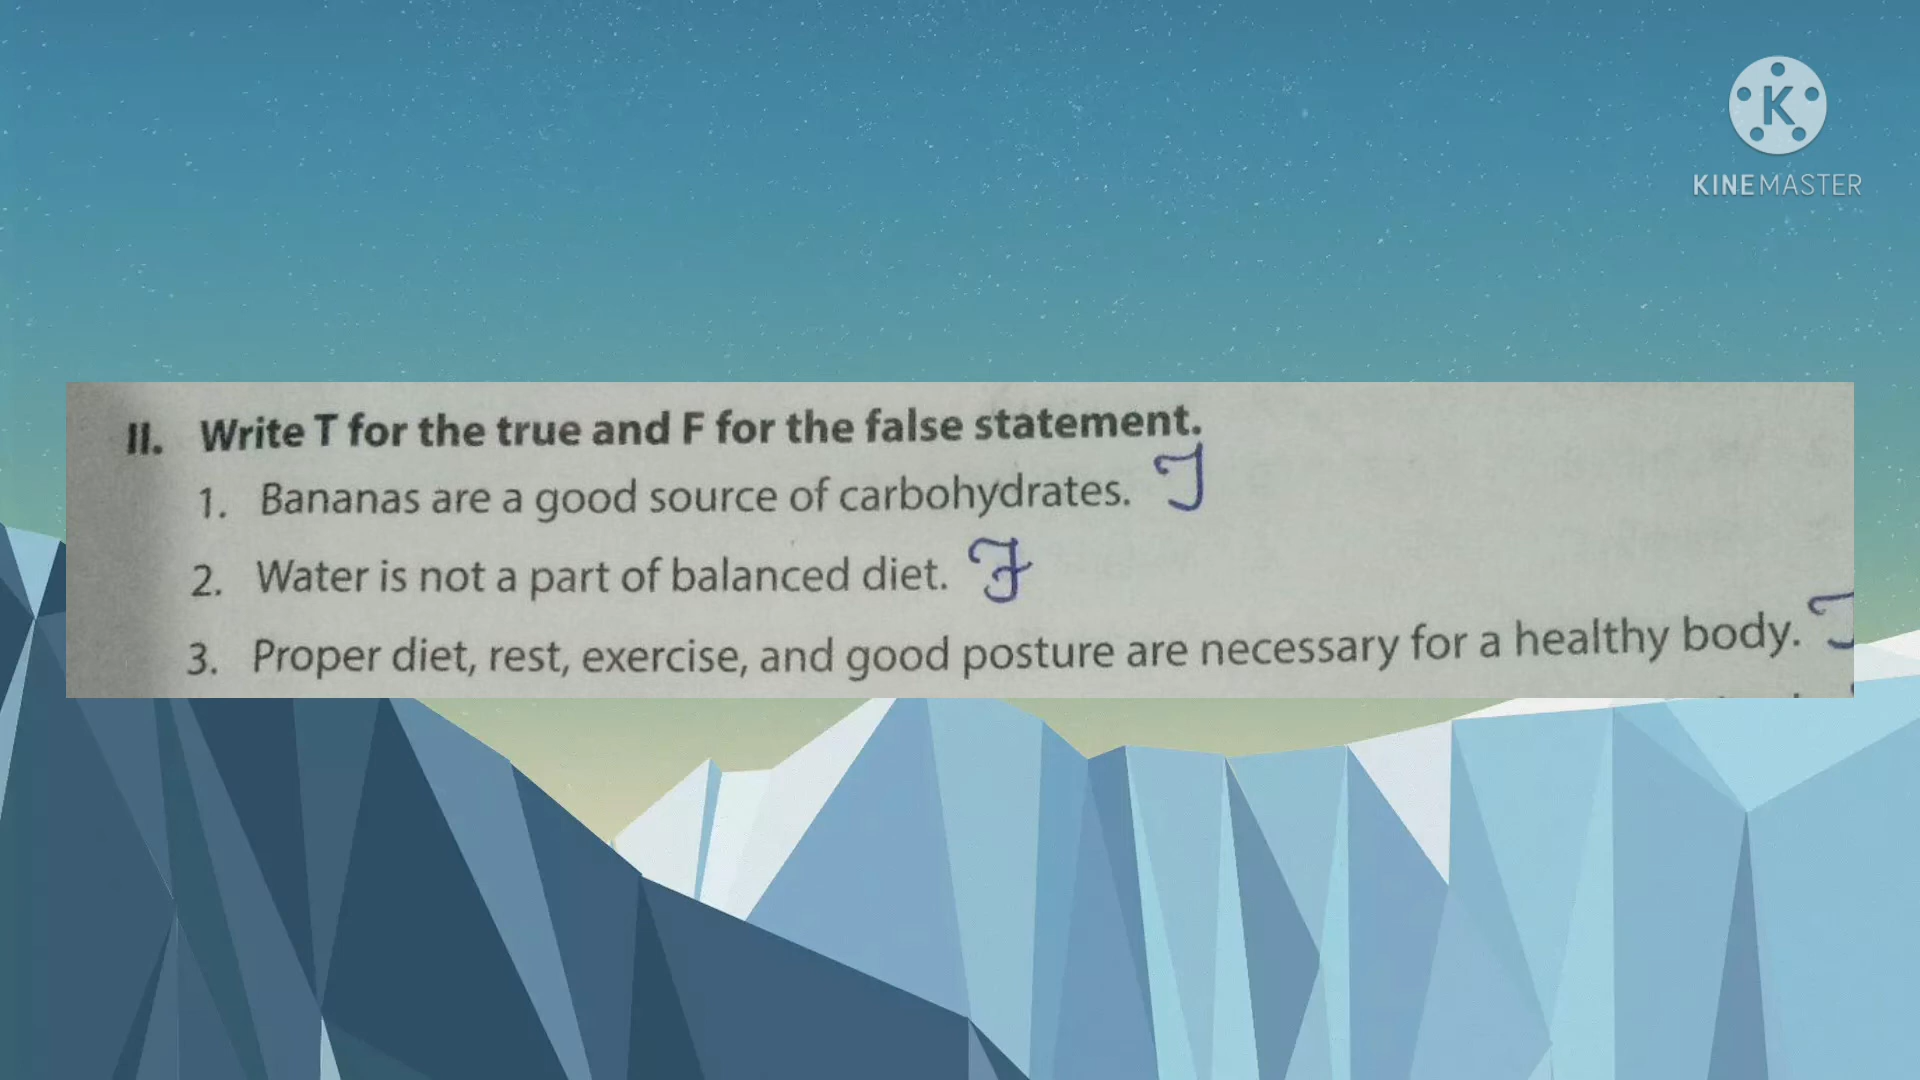 K
KINEMASTER
II. Write T for the true and F for the false statement.
1. Bananas are a good source of carbohydrates. T
2. Water is not a part of balanced diet. F
3. Proper diet, rest, exercise, and good posture are necessary for a healthy body. T